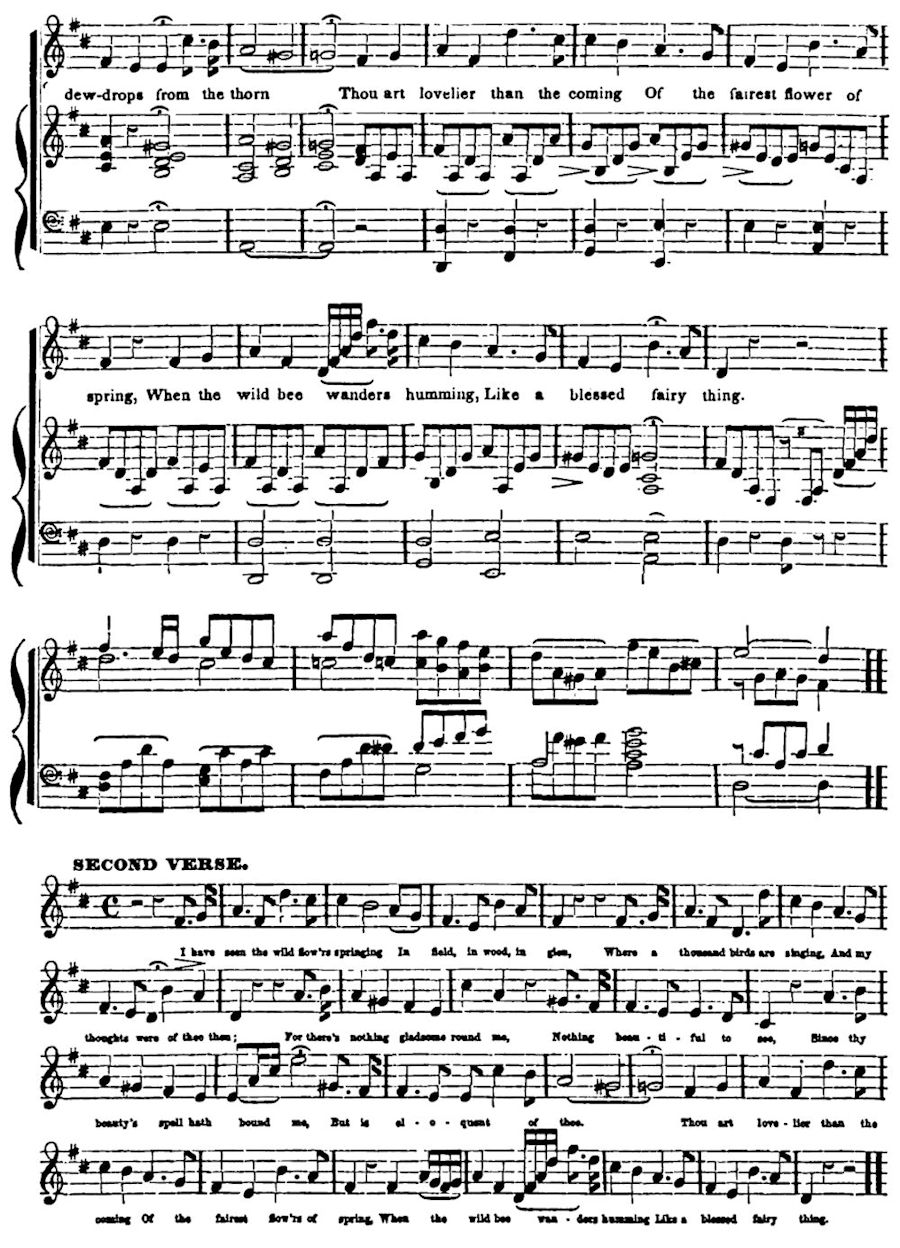 dew-drops from the thorn Thou art lovelier than the coming Of the fairest flower of
spring, When the wild bee wanders humming, Like a blessed fairy thing.
SECOND VERSE.
I have seen the wild flow'rs springing In field, in wood, in glen, Where a thousand birds are singing, And my
thoughts were of thee then; For there's nothing gladsome round me, Nothing beau - ti - ful to see, Since thy
beauty's spell hath bound me, But is el - o - quent of thee. Thou art love - lier than the
coming Of the fairest flow'rs of spring, When the wild bee wan - ders humming Like a blessed fairy thing.